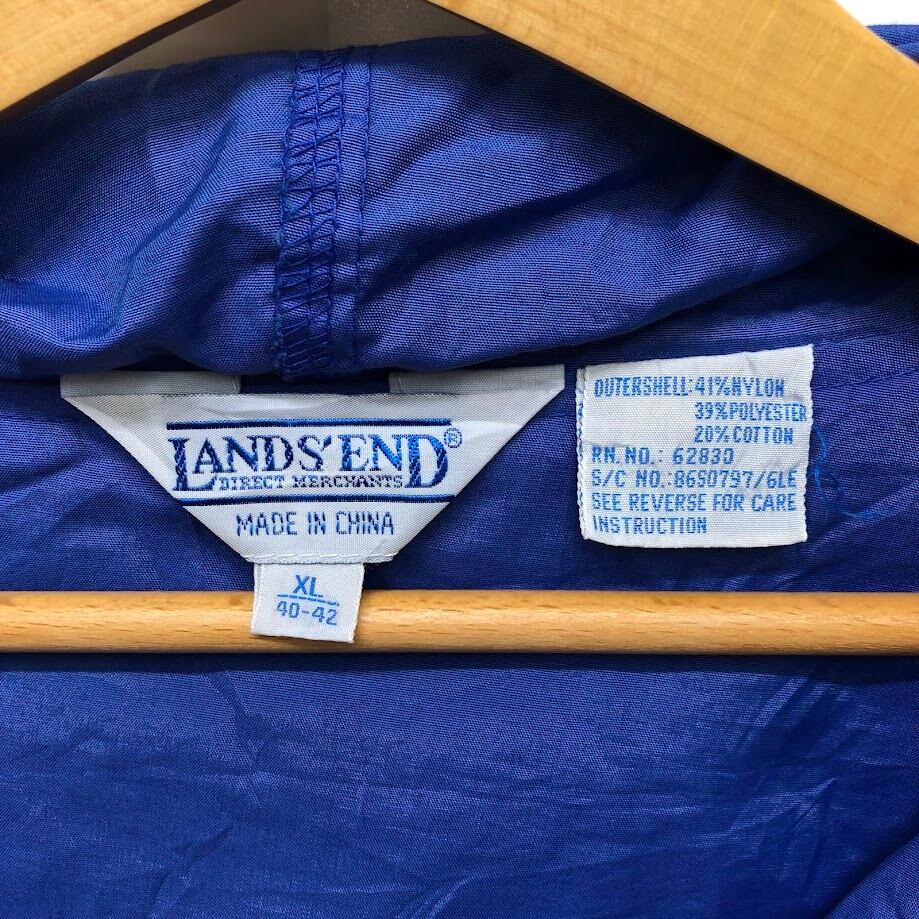 LANDS' END®
DIRECT MERCHANTS
MADE IN CHINA
XL
40-42
OUTERSHELL:41%NYLON
39%POLYESTER
20%COTTON
RN.NO.: 62830
S/C NO.:8650797/6LE
SEE REVERSE FOR CARE
INSTRUCTION